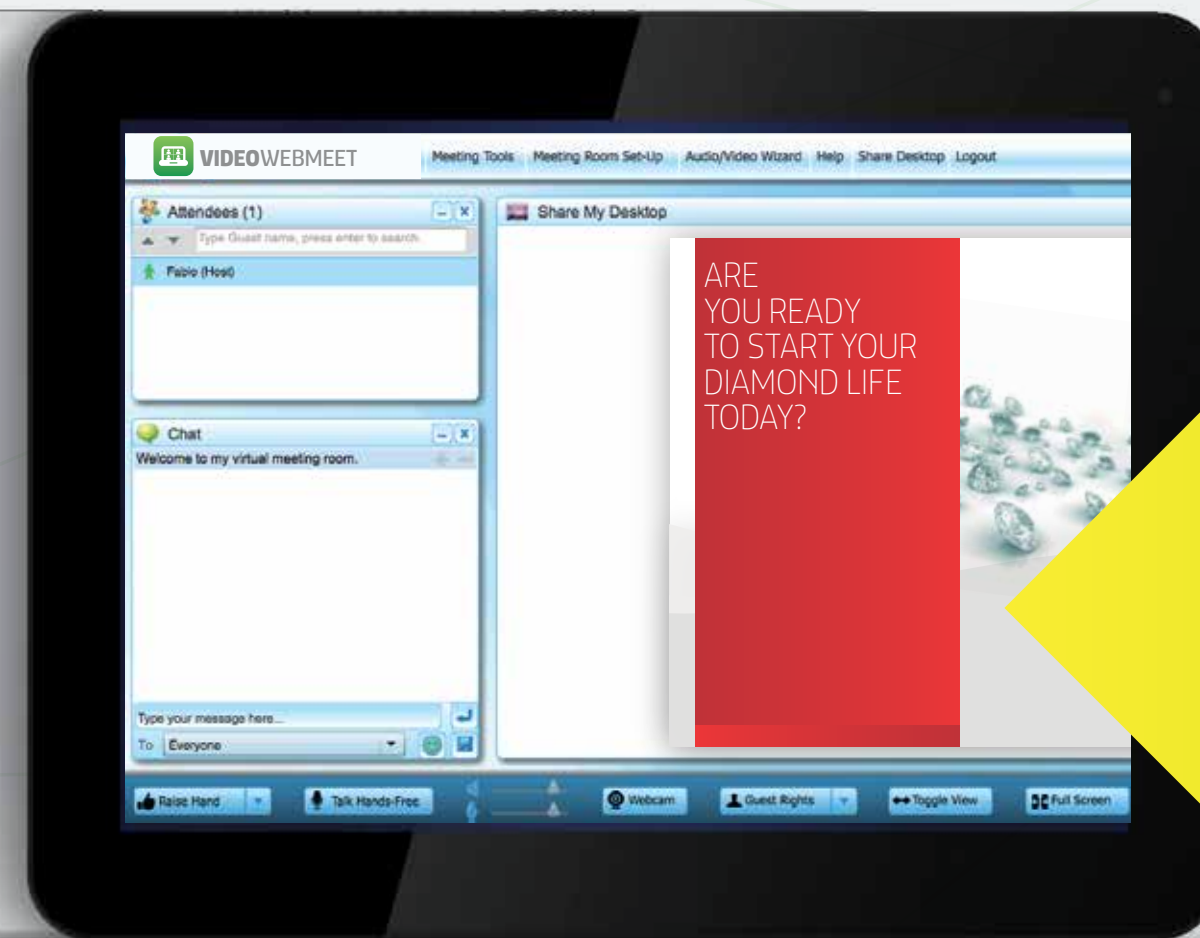 VIDEOWEBMEET
Meeting Tools Meeting Room Set-Up Audio/Video Wizard Help Share Desktop Logout
Attendees (1)
Type Guest name, press enter to search.
Fabio (Host)
Chat
Welcome to my virtual meeting room.
Type your message here...
To Everyone
Share My Desktop
ARE
YOU READY
TO START YOUR
DIAMOND LIFE
TODAY?
Raise Hand Talk Hands-Free Webcam Guest Rights Toggle View Full Screen